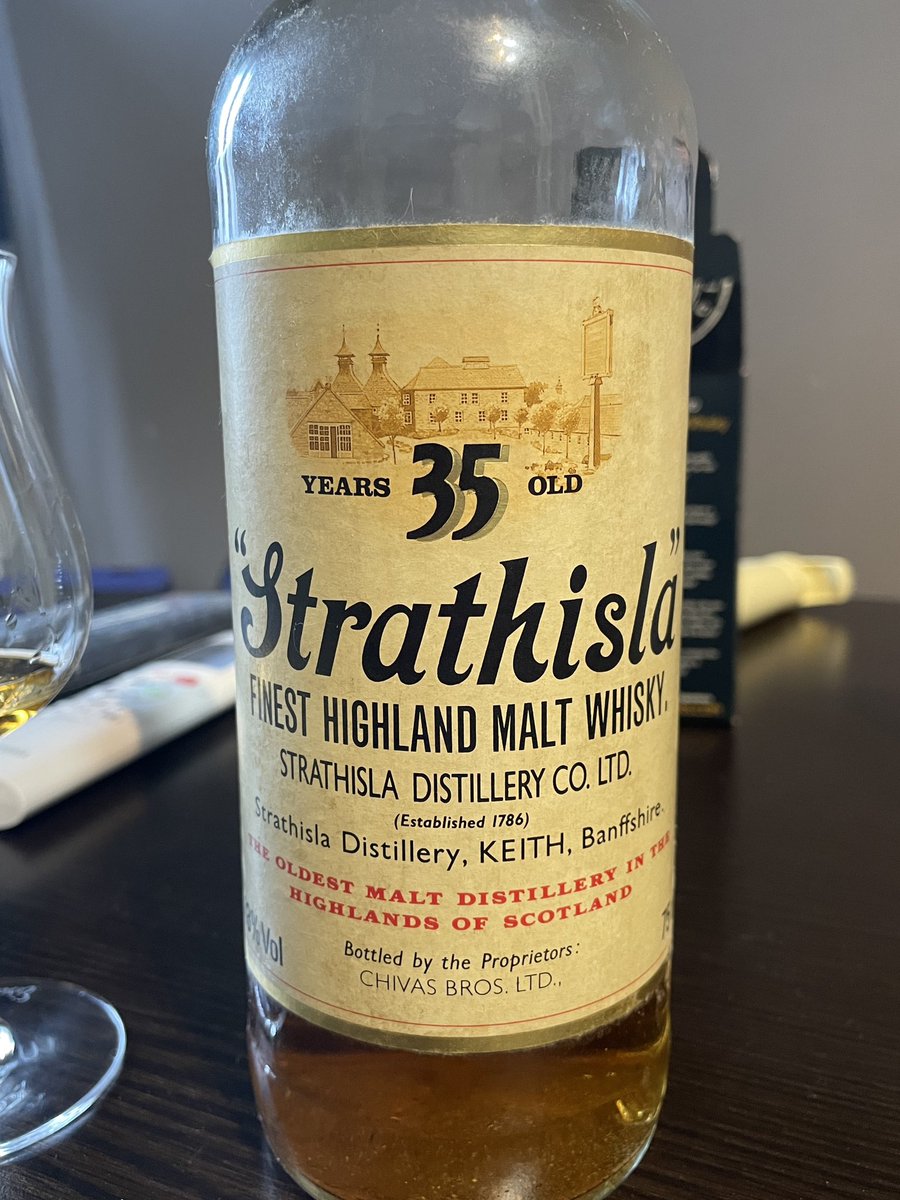 YEARS 35 OLD
"Strathisla"
FINEST HIGHLAND MALT WHISKY.
STRATHISLA DISTILLERY CO. LTD.
(Established 1786)
Strathisla Distillery, KEITH, Banffshire.
THE OLDEST MALT DISTILLERY IN THE
HIGHLANDS OF SCOTLAND
%Vol
Bottled by the Proprietors:
CHIVAS BROS. LTD.,